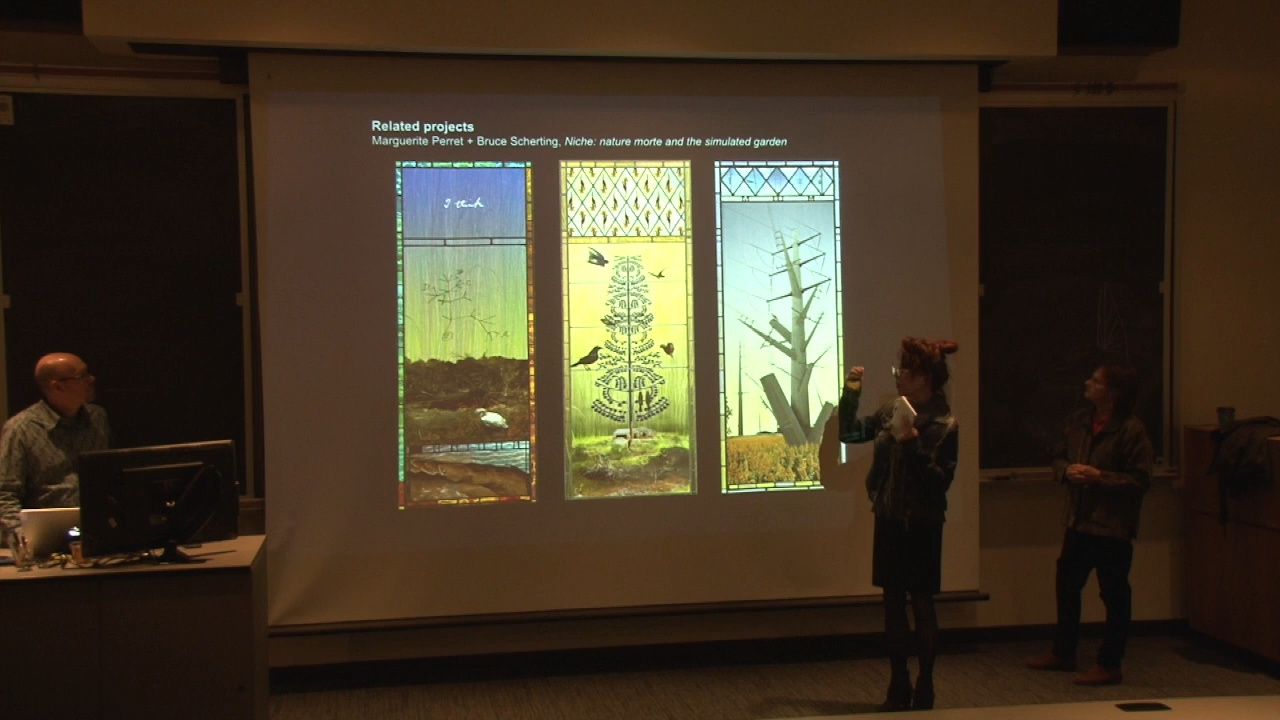 Related projects
Marguerite Perret + Bruce Scherting, Niche: nature morte and the simulated garden
I think